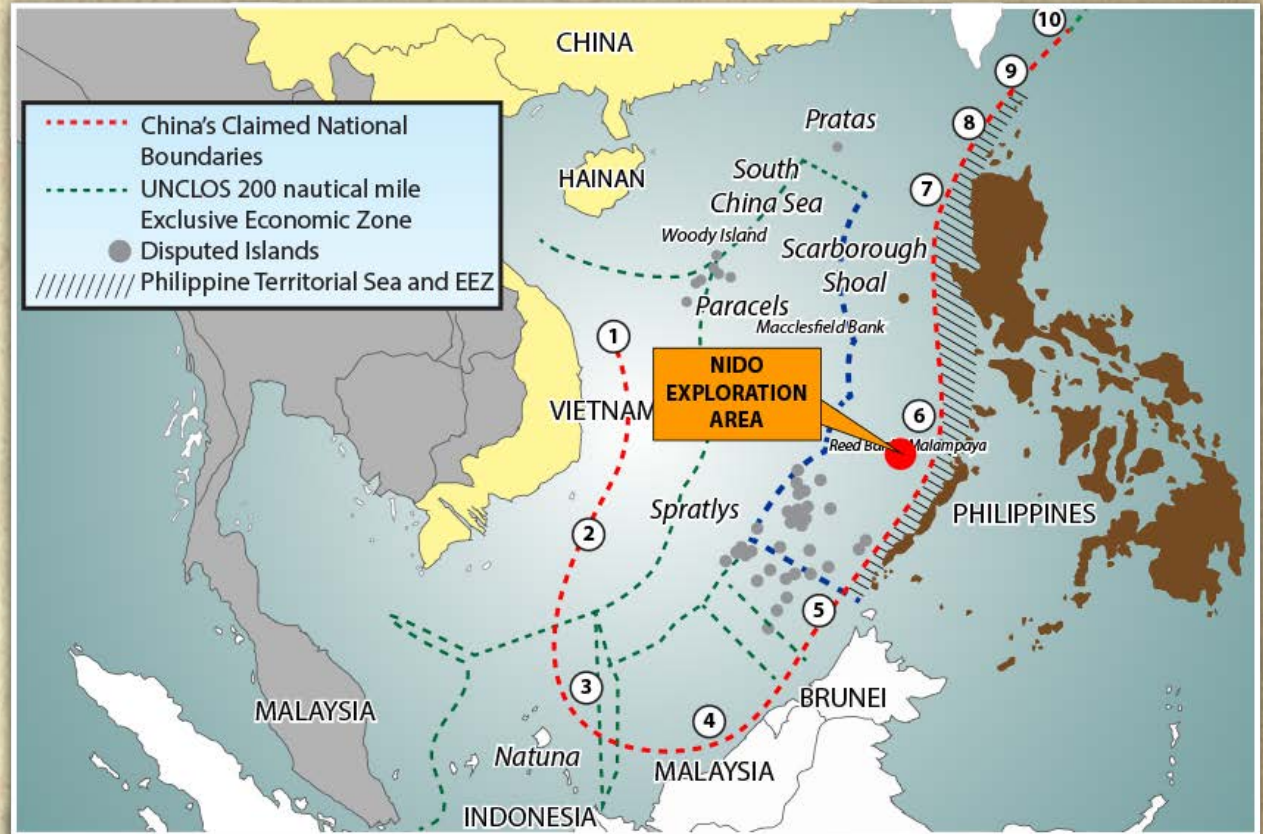 10
CHINA
9
China's Claimed National
Boundaries
UNCLOS 200 nautical mile
Exclusive Economic Zone
Disputed Islands
Philippine Territorial Sea and EEZ
Pratas
8
HAINAN
South
China Sea
7
Woody Island
Scarborough
Shoal
Paracels
Macclesfield Bank
1
NIDO
EXPLORATION
AREA
VIETNAM
6
Reed Malampaya
Spratlys
PHILIPPINES
2
5
3
BRUNEI
MALAYSIA
4
Natuna
MALAYSIA
INDONESIA